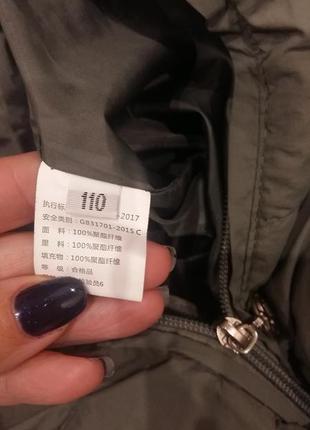 110
执行标 -2017
安全类别：GB31701-2015 C
面 料：100%聚酯纤维
里 料：100%聚酯纤维
填充物：100%聚酯纤维
等 级：合格品